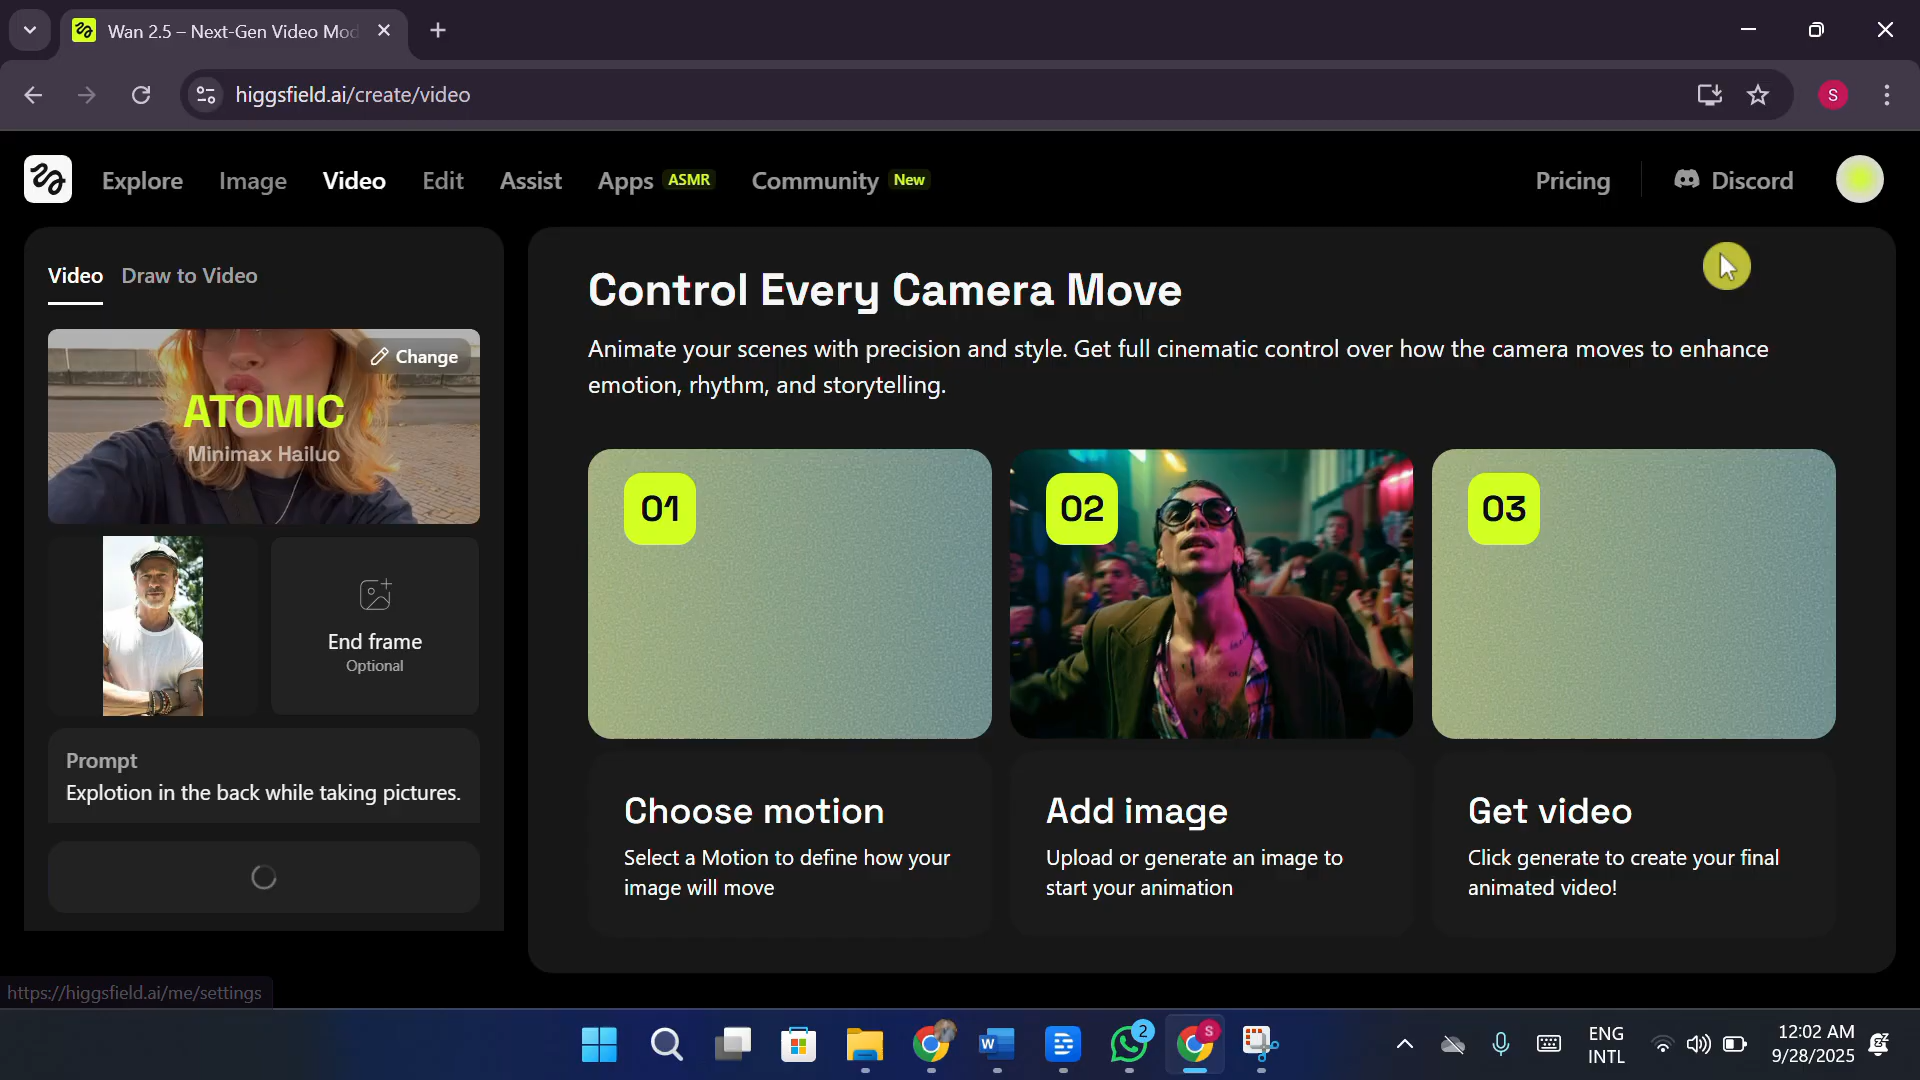 Wan 2.5 – Next-Gen Video Mod
higgsfield.ai/create/video
S
Explore
Image
Video
Edit
Assist
Apps ASMR
Community New
Pricing
Discord
Video
Draw to Video
Change
ATOMIC
Minimax Hailuo
End frame
Optional
Prompt
Explotion in the back while taking pictures.
Control Every Camera Move
Animate your scenes with precision and style. Get full cinematic control over how the camera moves to enhance
emotion, rhythm, and storytelling.
01
02
03
Choose motion
Select a Motion to define how your
image will move
Add image
Upload or generate an image to
start your animation
Get video
Click generate to create your final
animated video!
https://higgsfield.ai/me/settings
W
2
S
ENG
INTL
12:02 AM
9/28/2025